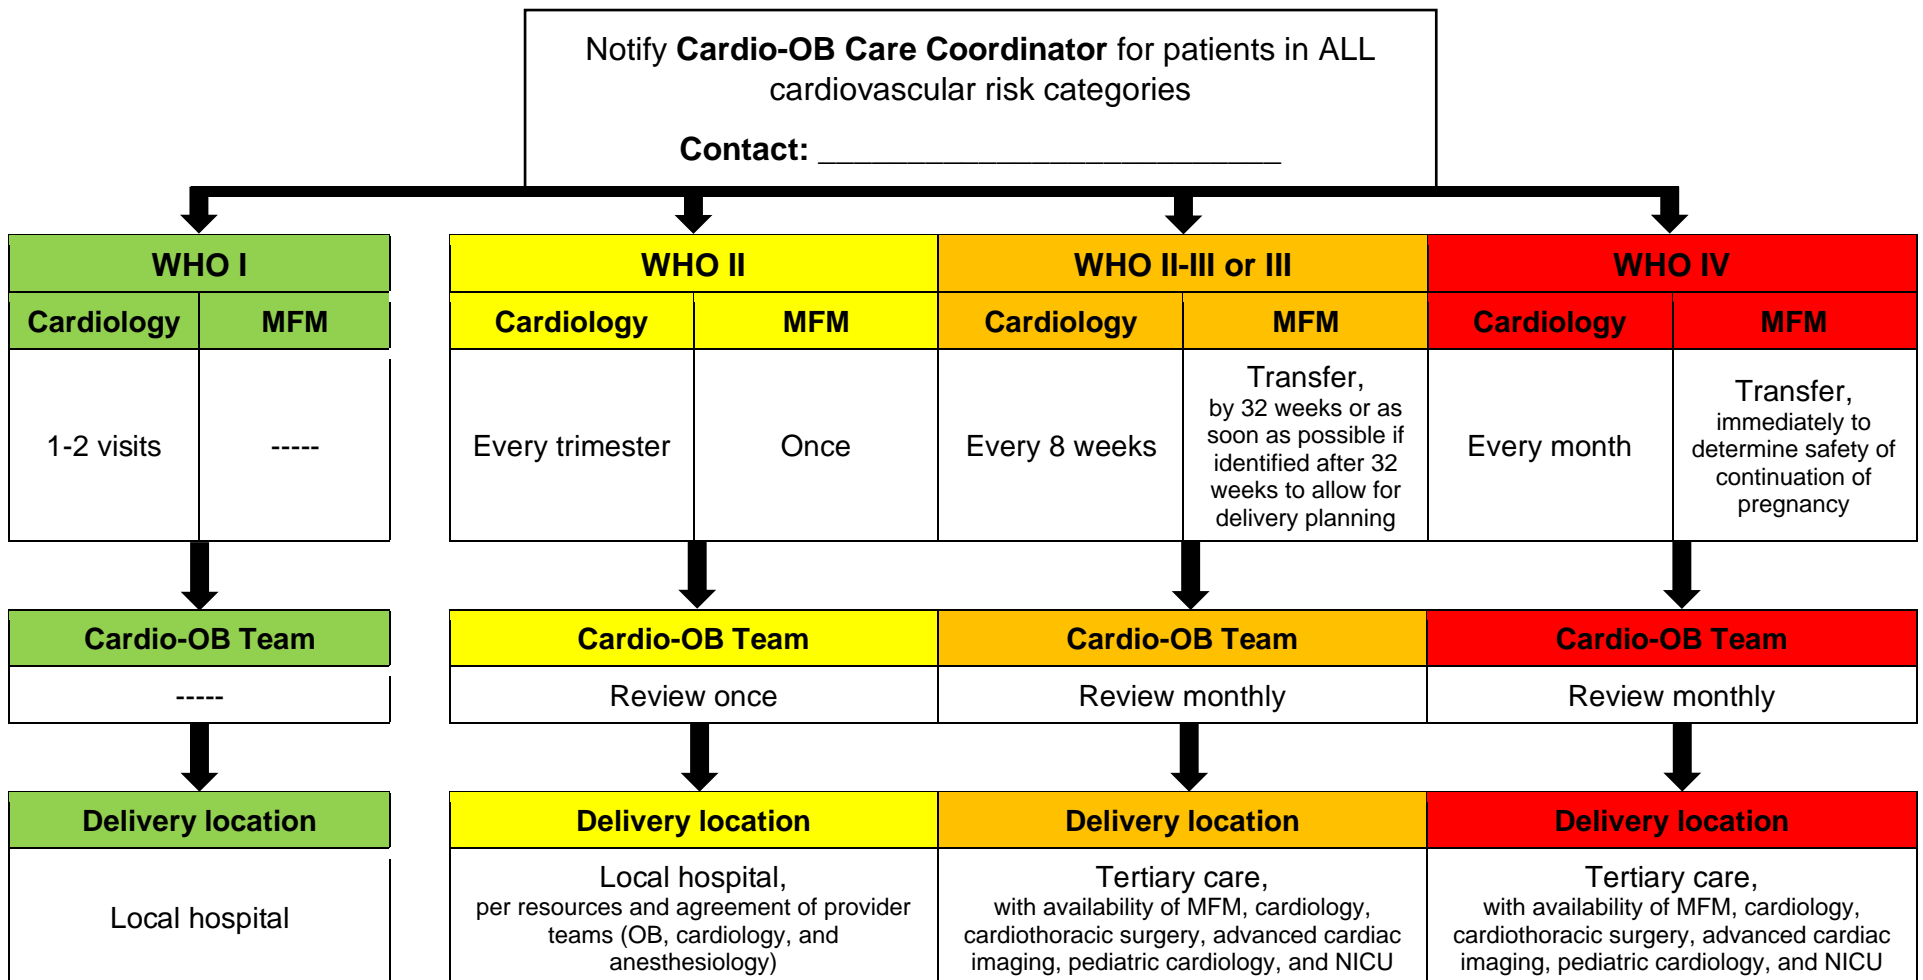 Notify Cardio-OB Care Coordinator for patients in ALL
cardiovascular risk categories
Contact: __________________________
WHO I
Cardiology
MFM
1-2 visits
-----
Cardio-OB Team
-----
Delivery location
Local hospital
WHO II
Cardiology
MFM
Every trimester
Once
Cardio-OB Team
Review once
Delivery location
Local hospital,
per resources and agreement of provider
teams (OB, cardiology, and
anesthesiology)
WHO II-III or III
Cardiology
MFM
Every 8 weeks
Transfer,
by 32 weeks or as
soon as possible if
identified after 32
weeks to allow for
delivery planning
Cardio-OB Team
Review monthly
Delivery location
Tertiary care,
with availability of MFM, cardiology,
cardiothoracic surgery, advanced cardiac
imaging, pediatric cardiology, and NICU
WHO IV
Cardiology
MFM
Every month
Transfer,
immediately to
determine safety of
continuation of
pregnancy
Cardio-OB Team
Review monthly
Delivery location
Tertiary care,
with availability of MFM, cardiology,
cardiothoracic surgery, advanced cardiac
imaging, pediatric cardiology, and NICU